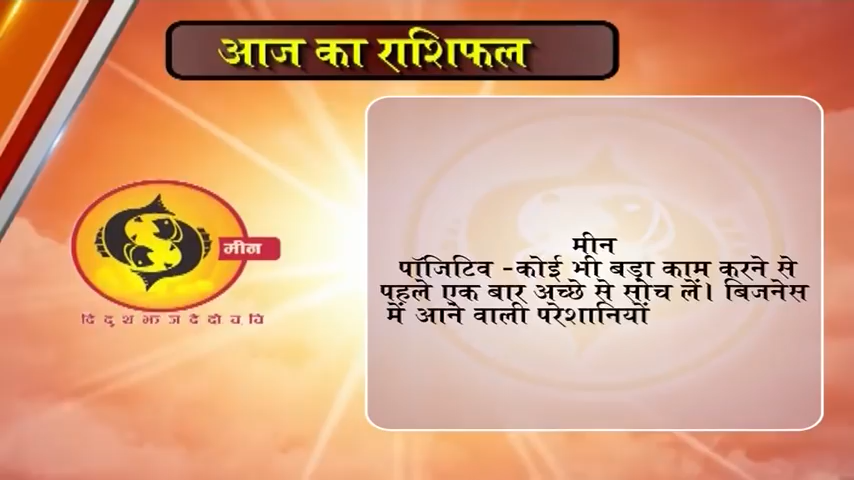 आज का राशिफल
मीन
मीन
पॉजिटिव -कोई भी बड़ा काम करने से
पहले एक बार अच्छे से सोच लें। बिजनेस
में आने वाली परेशानियों